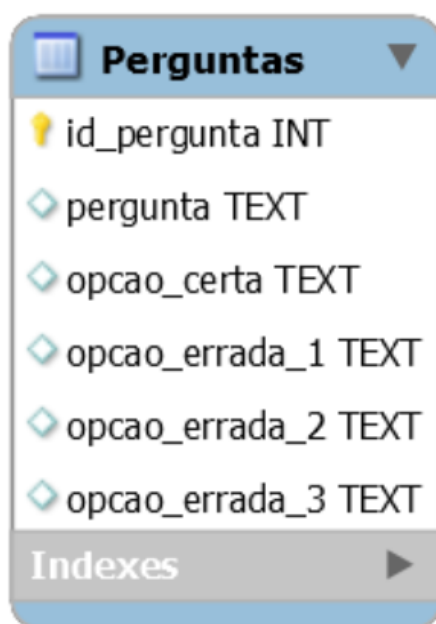 Perguntas
id_pergunta INT
pergunta TEXT
opcao_certa TEXT
opcao_errada_1 TEXT
opcao_errada_2 TEXT
opcao_errada_3 TEXT
Indexes